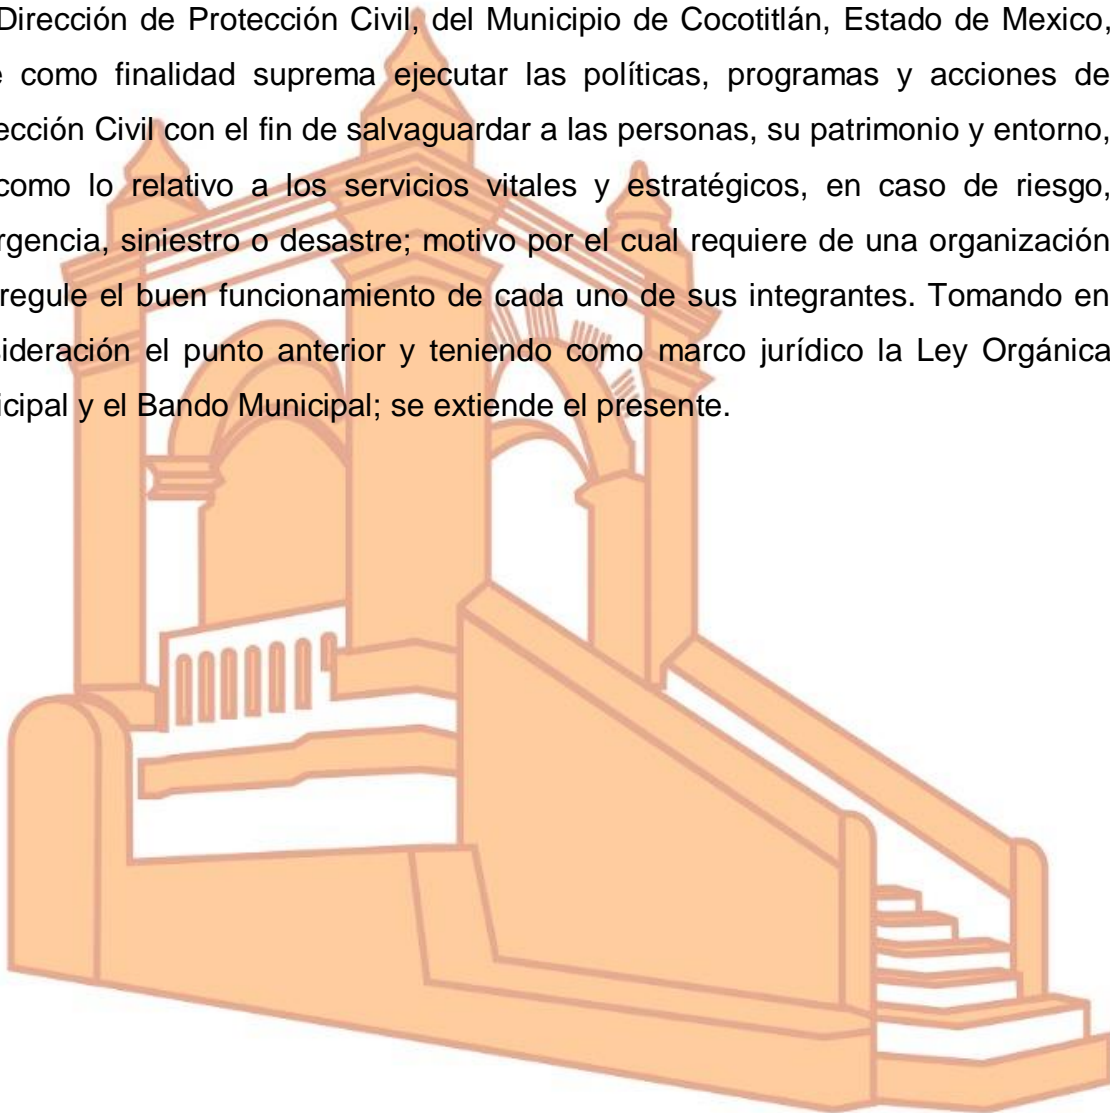 Dirección de Protección Civil, del Municipio de Cocotitlán, Estado de Mexico,
como finalidad suprema ejecutar las políticas, programas y acciones de
Civil con el fin de salvaguardar a las personas, su patrimonio y entorno,
como lo relativo a los servicios vitales y estratégicos, en caso de riesgo,
siniestro o desastre; motivo por el cual requiere de una organización
regule el buen funcionamiento de cada uno de sus integrantes. Tomando en
el punto anterior y teniendo como marco jurídico la Ley Orgánica
y el Bando Municipal; se extiende el presente.